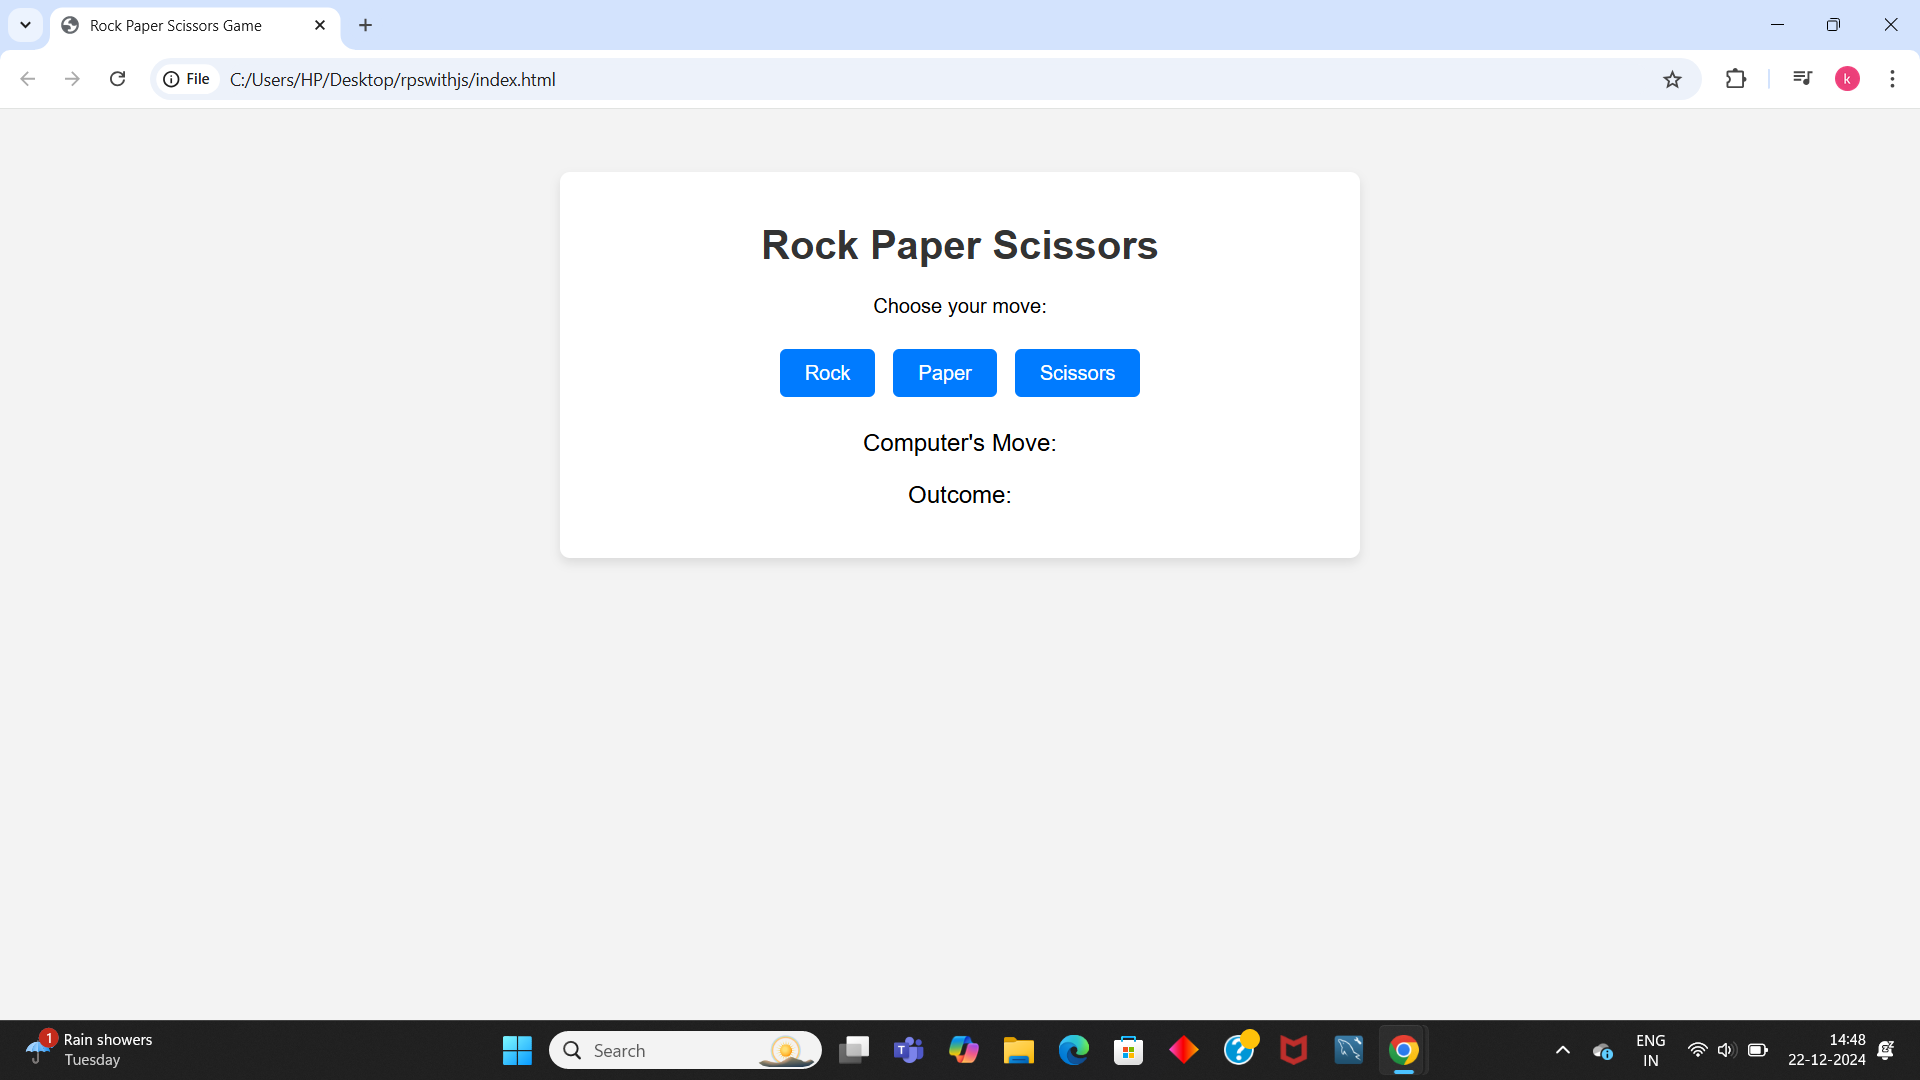 Rock Paper Scissors Game
File C:/Users/HP/Desktop/rpswithjs/index.html
k
Rock Paper Scissors
Choose your move:
Rock Paper Scissors
Computer's Move:
Outcome:
1
Rain showers
Tuesday
Search
T
?
ENG
IN
14:48
22-12-2024